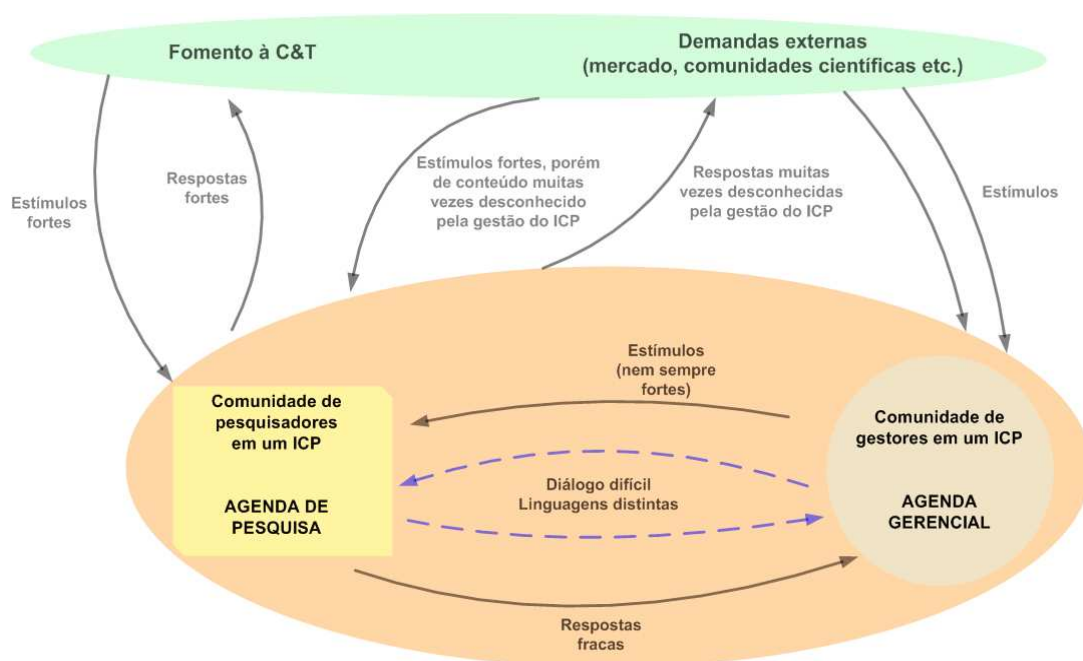 Fomento à C&T
Demandas externas
(mercado, comunidades científicas etc.)
Estímulos
fortes
Respostas
fortes
Estímulos fortes, porém
de conteúdo muitas
vezes desconhecido
pela gestão do ICP
Respostas muitas
vezes desconhecidas
pela gestão do ICP
Estímulos
Estímulos
(nem sempre
fortes)
Comunidade de
pesquisadores
em um ICP
AGENDA DE
PESQUISA
Diálogo difícil
Linguagens distintas
Comunidade de
gestores em um ICP
AGENDA
GERENCIAL
Respostas
fracas